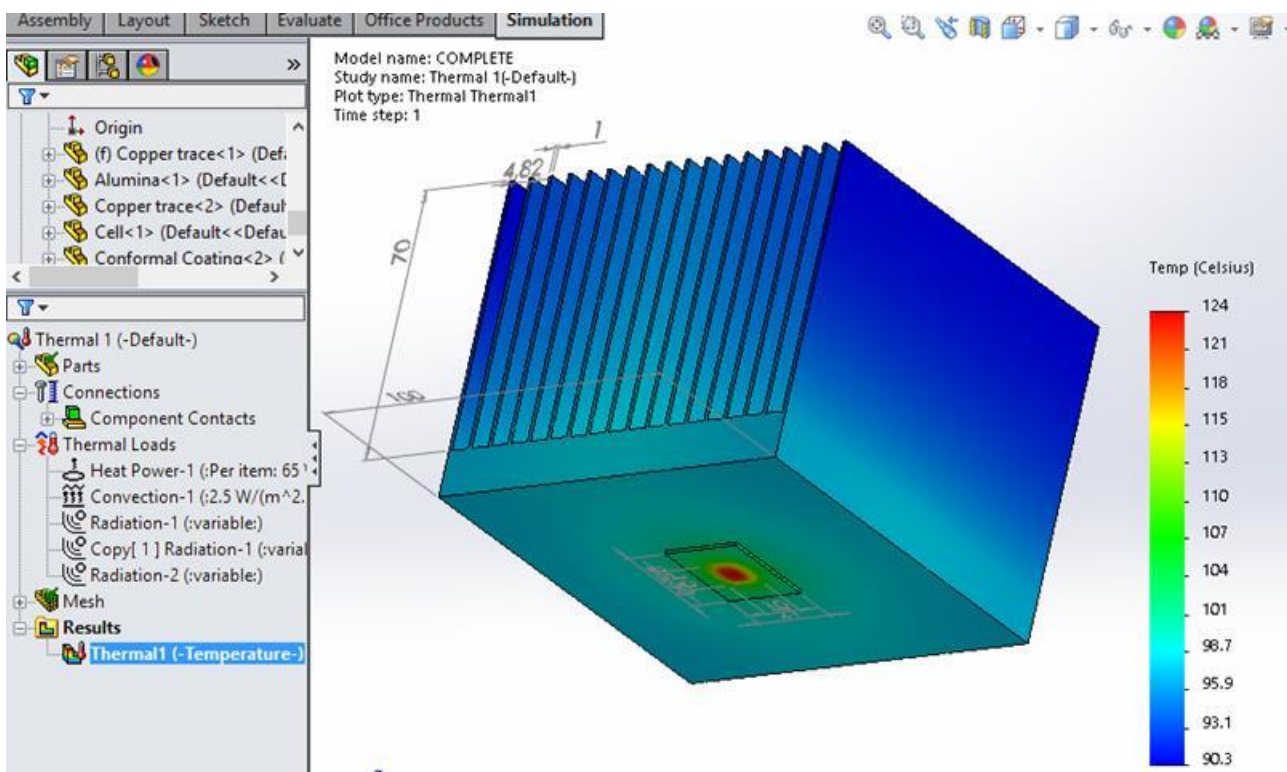 Assembly Layout Sketch Evaluate Office Products Simulation
Origin
(f) Copper trace<1> (Def
Alumina<1> (Default<<D
Copper trace<2> (Defaul
Cell<1> (Default<<Defau
Conformal Coating<2> (
Thermal 1 (-Default-)
Parts
Connections
Component Contacts
Thermal Loads
Heat Power-1 (:Per item: 65
Convection-1 (:2.5 W/(m^2.
Radiation-1 (:variable:)
Copy[ 1 ] Radiation-1 (:varial
Radiation-2 (:variable:)
Mesh
Results
Thermal1 (-Temperature-)
Model name: COMPLETE
Study name: Thermal 1(-Default-)
Plot type: Thermal Thermal1
Time step: 1
1
4,82
70
100
Temp (Celsius)
124
121
118
115
113
110
107
104
101
98.7
95.9
93.1
90.3